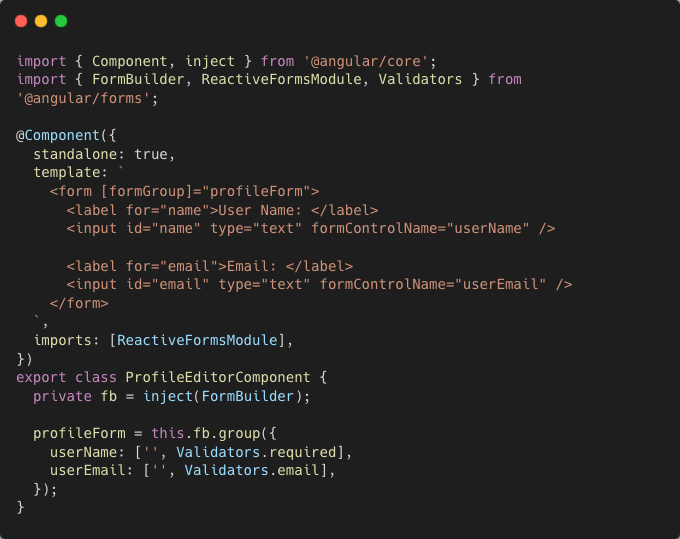 import { Component, inject } from '@angular/core';
import { FormBuilder, ReactiveFormsModule, Validators } from
'@angular/forms';

@Component({
  standalone: true,
  template: `
    <form [formGroup]="profileForm">
      <label for="name">User Name: </label>
      <input id="name" type="text" formControlName="userName" />

      <label for="email">Email: </label>
      <input id="email" type="text" formControlName="userEmail" />
    </form>
  `,
  imports: [ReactiveFormsModule],
})
export class ProfileEditorComponent {
  private fb = inject(FormBuilder);

  profileForm = this.fb.group({
    userName: ['', Validators.required],
    userEmail: ['', Validators.email],
  });
}